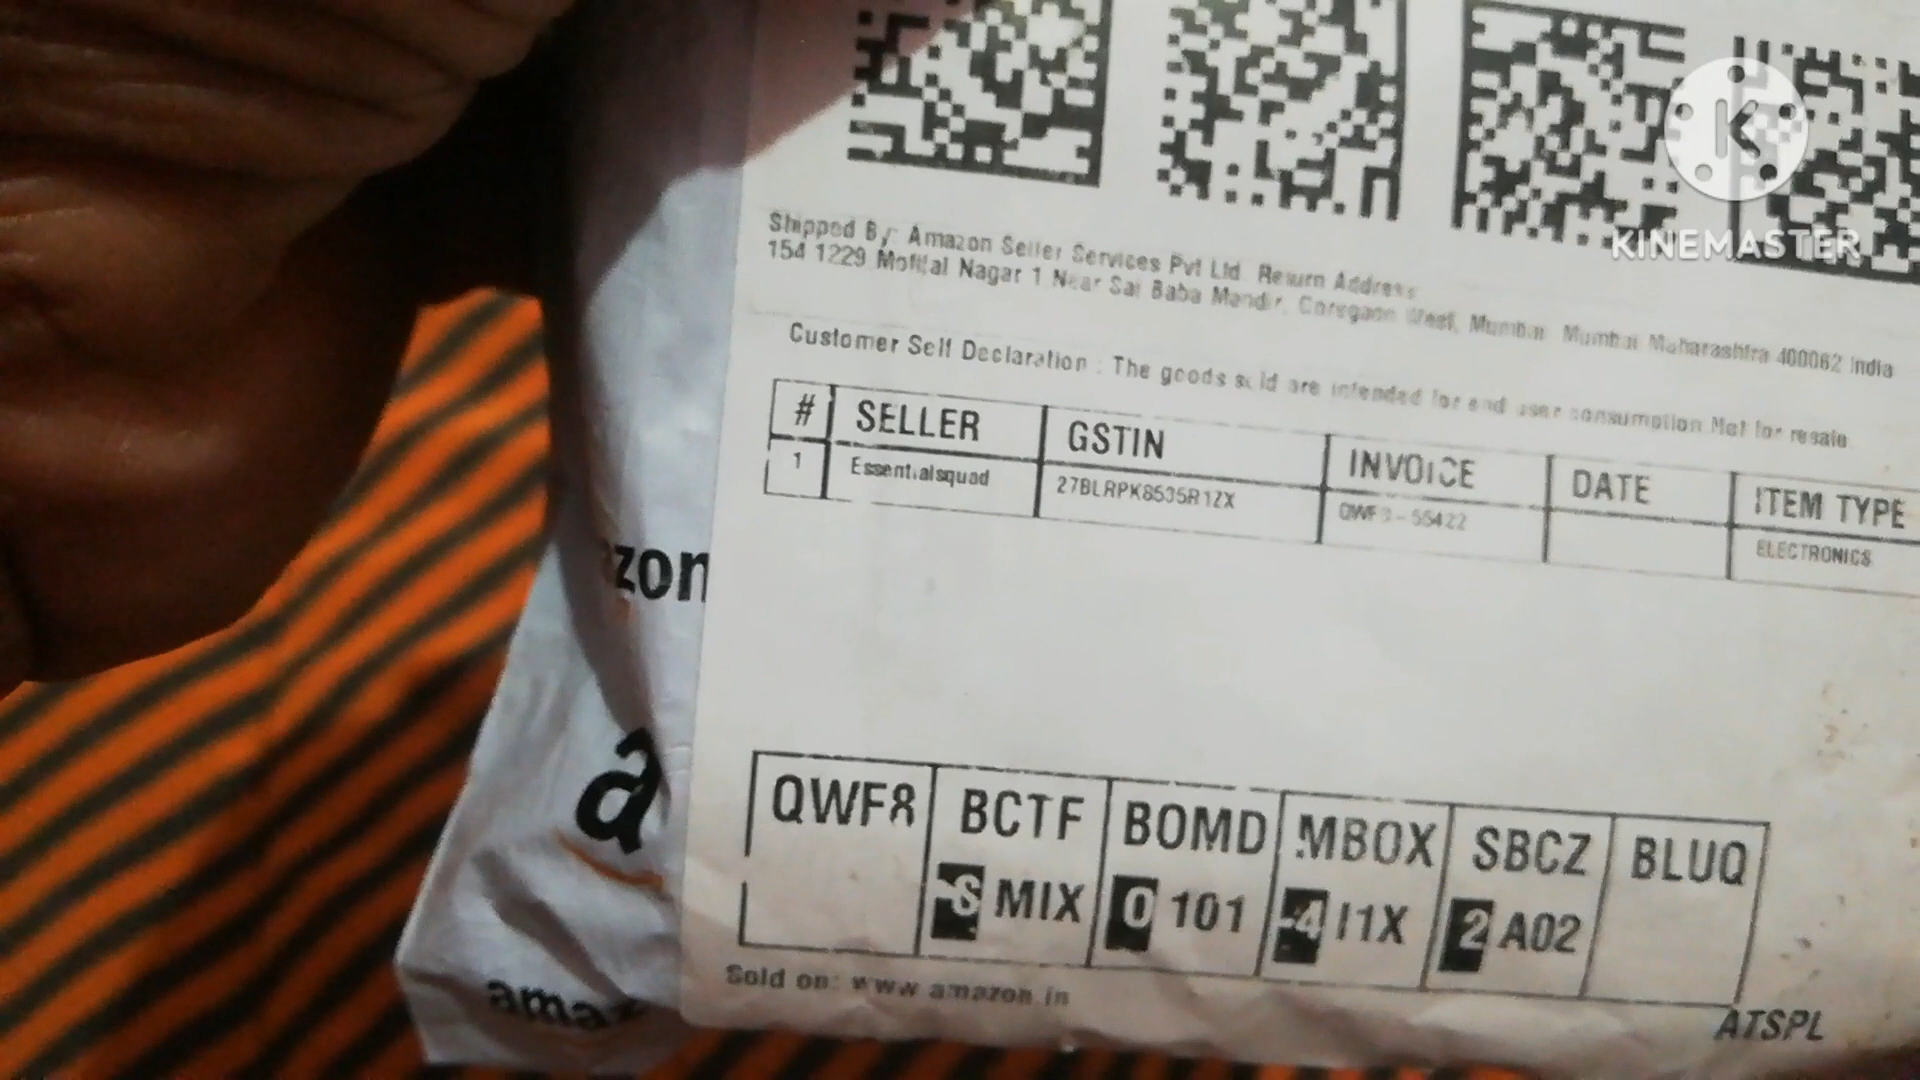 KINEMASTER
Shipped By: Amazon Seller Services Pvt Ltd. Return Address
154 1229 Motilal Nagar 1 Near Sai Baba Mandir, Goregaon West, Mumbai Mumbai Maharashtra 400062 India
Customer Self Declaration : The goods sold are intended for end user consumption Not for resale
# SELLER GSTIN INVOICE DATE ITEM TYPE
1 Essentialsquad 27BLRPK8535R1ZX ELECTRONICS
zon
a
amaz
QWF8 BCTF BOMD MBOX SBCZ BLUQ
S MIX 0 101 4 I1X 2 A02
Sold on: www.amazon.in
ATSPL